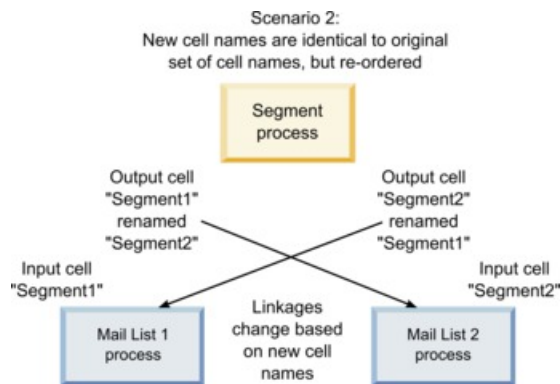 Scenario 2:
New cell names are identical to original
set of cell names, but re-ordered
Segment
process
Output cell
"Segment1"
renamed
"Segment2"
Output cell
"Segment2"
renamed
"Segment1"
Input cell
"Segment1"
Input cell
"Segment2"
Mail List 1
process
Linkages
change based
on new cell
names
Mail List 2
process